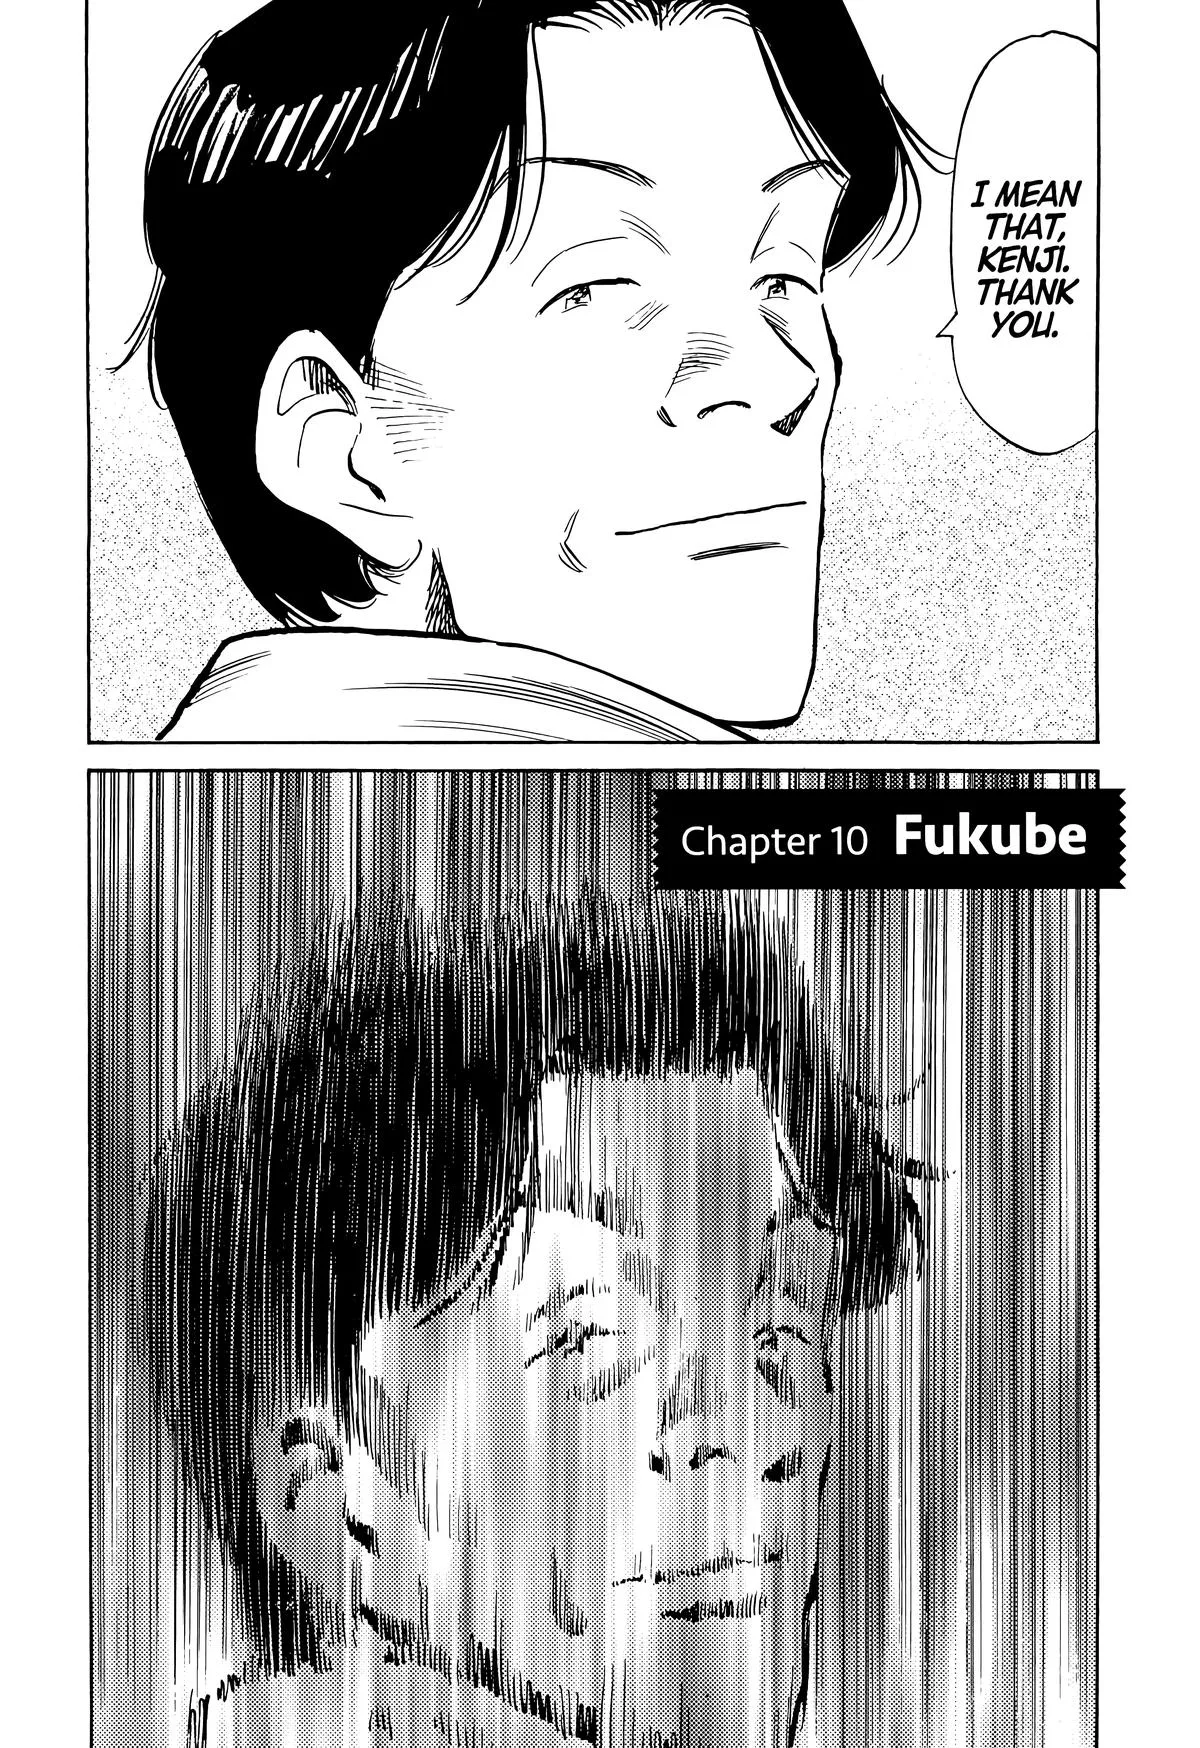 I MEAN
THAT,
KENJI.
THANK
YOU.
Chapter 10 Fukube